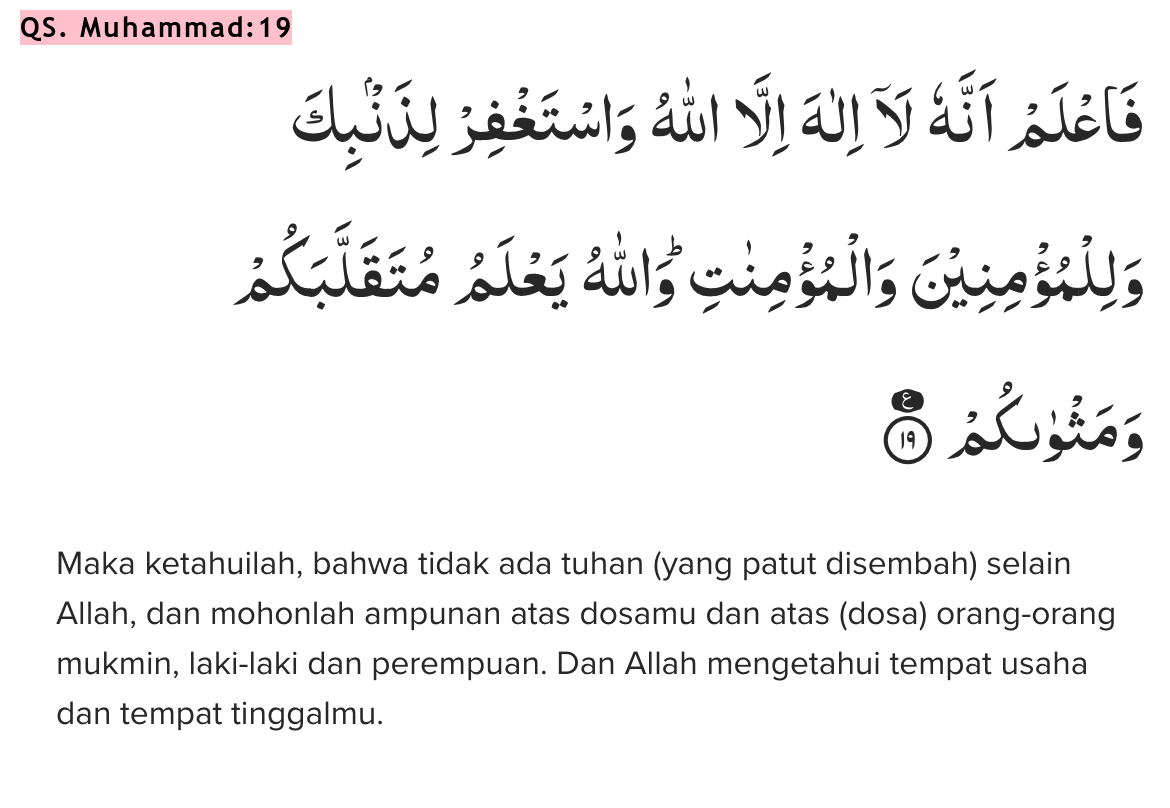 QS. Muhammad:19
فَاعْلَمْ اَنَّهٗ لَآ اِلٰهَ اِلَّا اللّٰهُ وَاسْتَغْفِرْ لِذَنْۢبِكَ
وَلِلْمُؤْمِنِيْنَ وَالْمُؤْمِنٰتِۗ وَاللّٰهُ يَعْلَمُ مُتَقَلَّبَكُمْ
وَمَثْوٰىكُمْ ࣖ ١٩
Maka ketahuilah, bahwa tidak ada tuhan (yang patut disembah) selain
Allah, dan mohonlah ampunan atas dosamu dan atas (dosa) orang-orang
mukmin, laki-laki dan perempuan. Dan Allah mengetahui tempat usaha
dan tempat tinggalmu.